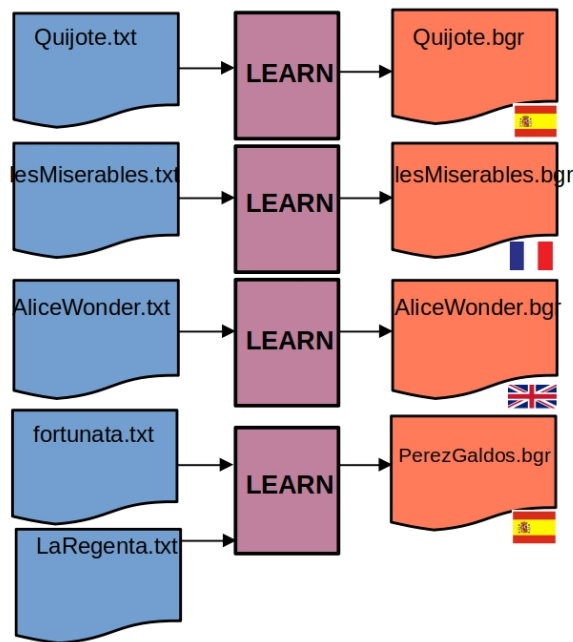 Quijote.txt
LEARN
Quijote.bgr
lesMiserables.txt
LEARN
lesMiserables.bgr
AliceWonder.txt
LEARN
AliceWonder.bgr
fortunata.txt
LEARN
PerezGaldos.bgr
LaRegenta.txt